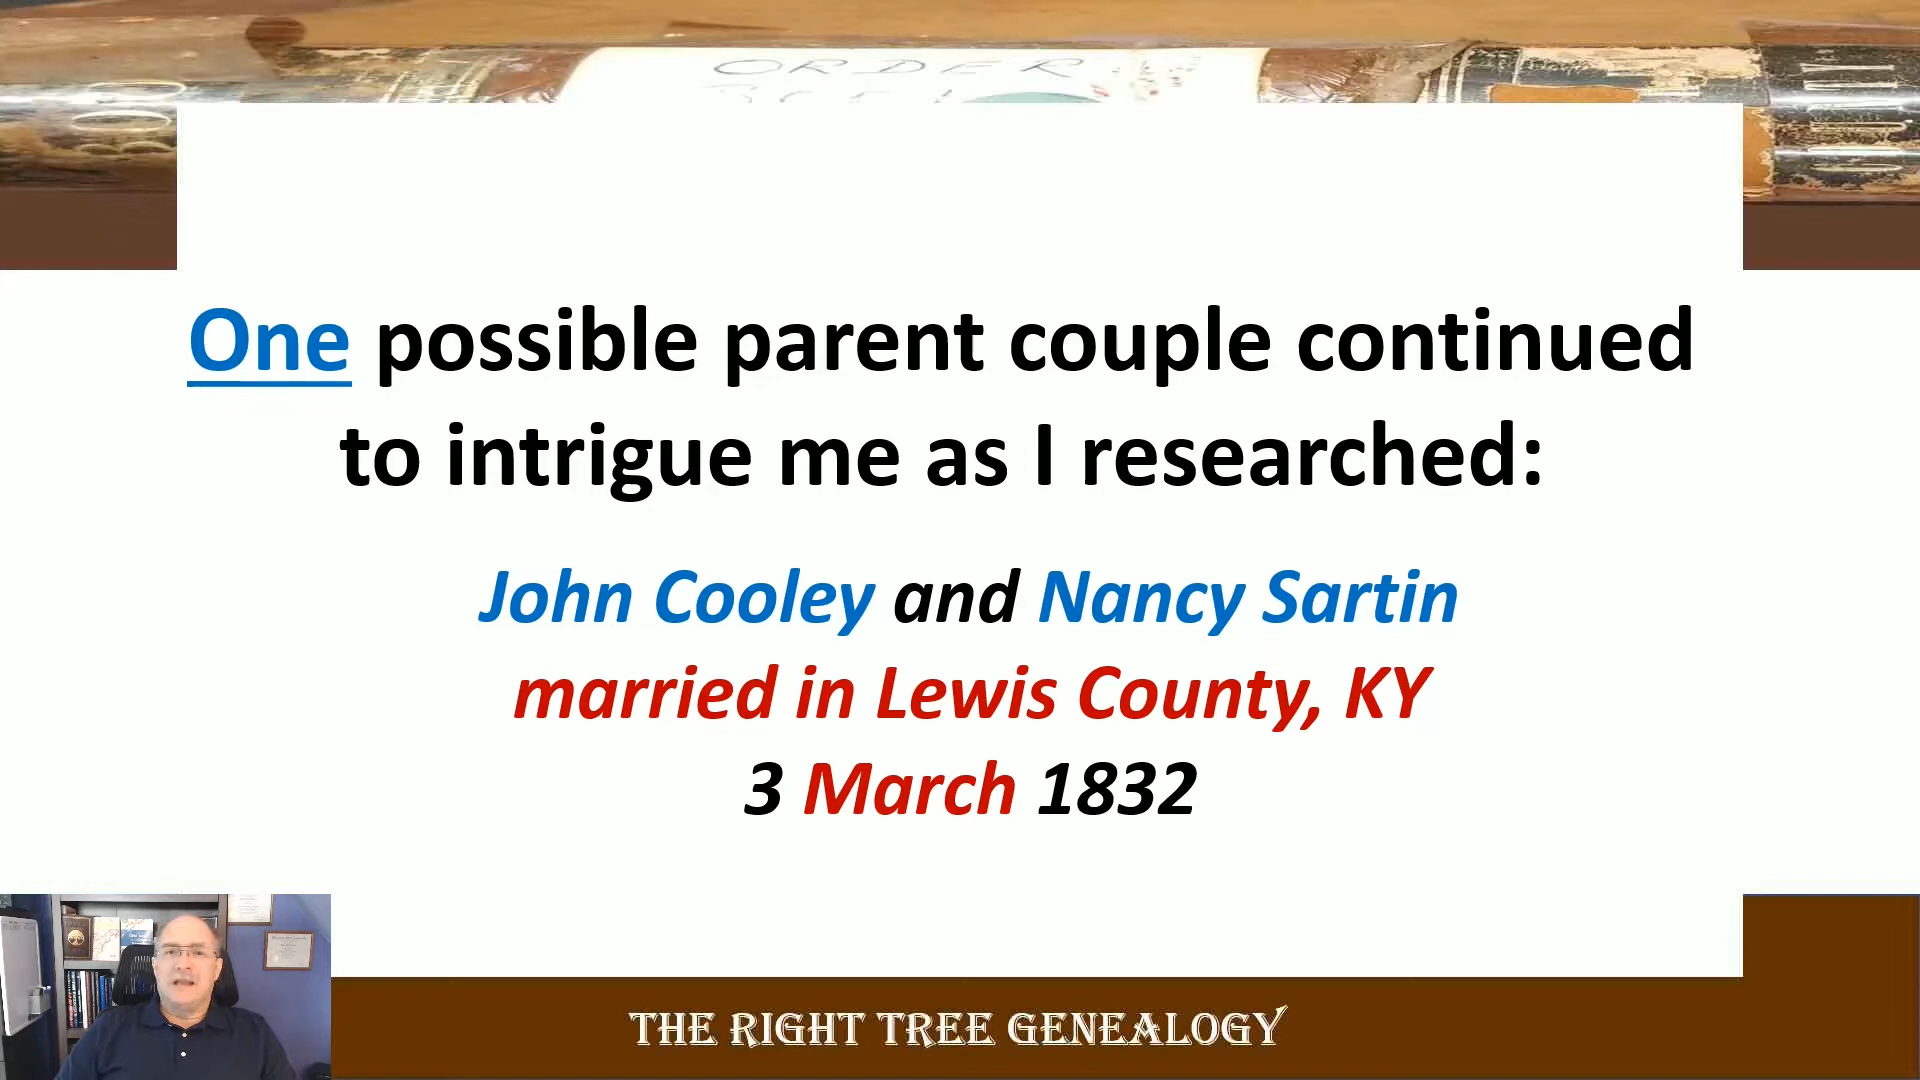 ORDER
One possible parent couple continued
to intrigue me as I researched:
John Cooley and Nancy Sartin
married in Lewis County, KY
3 March 1832
THE RIGHT TREE GENEALOGY